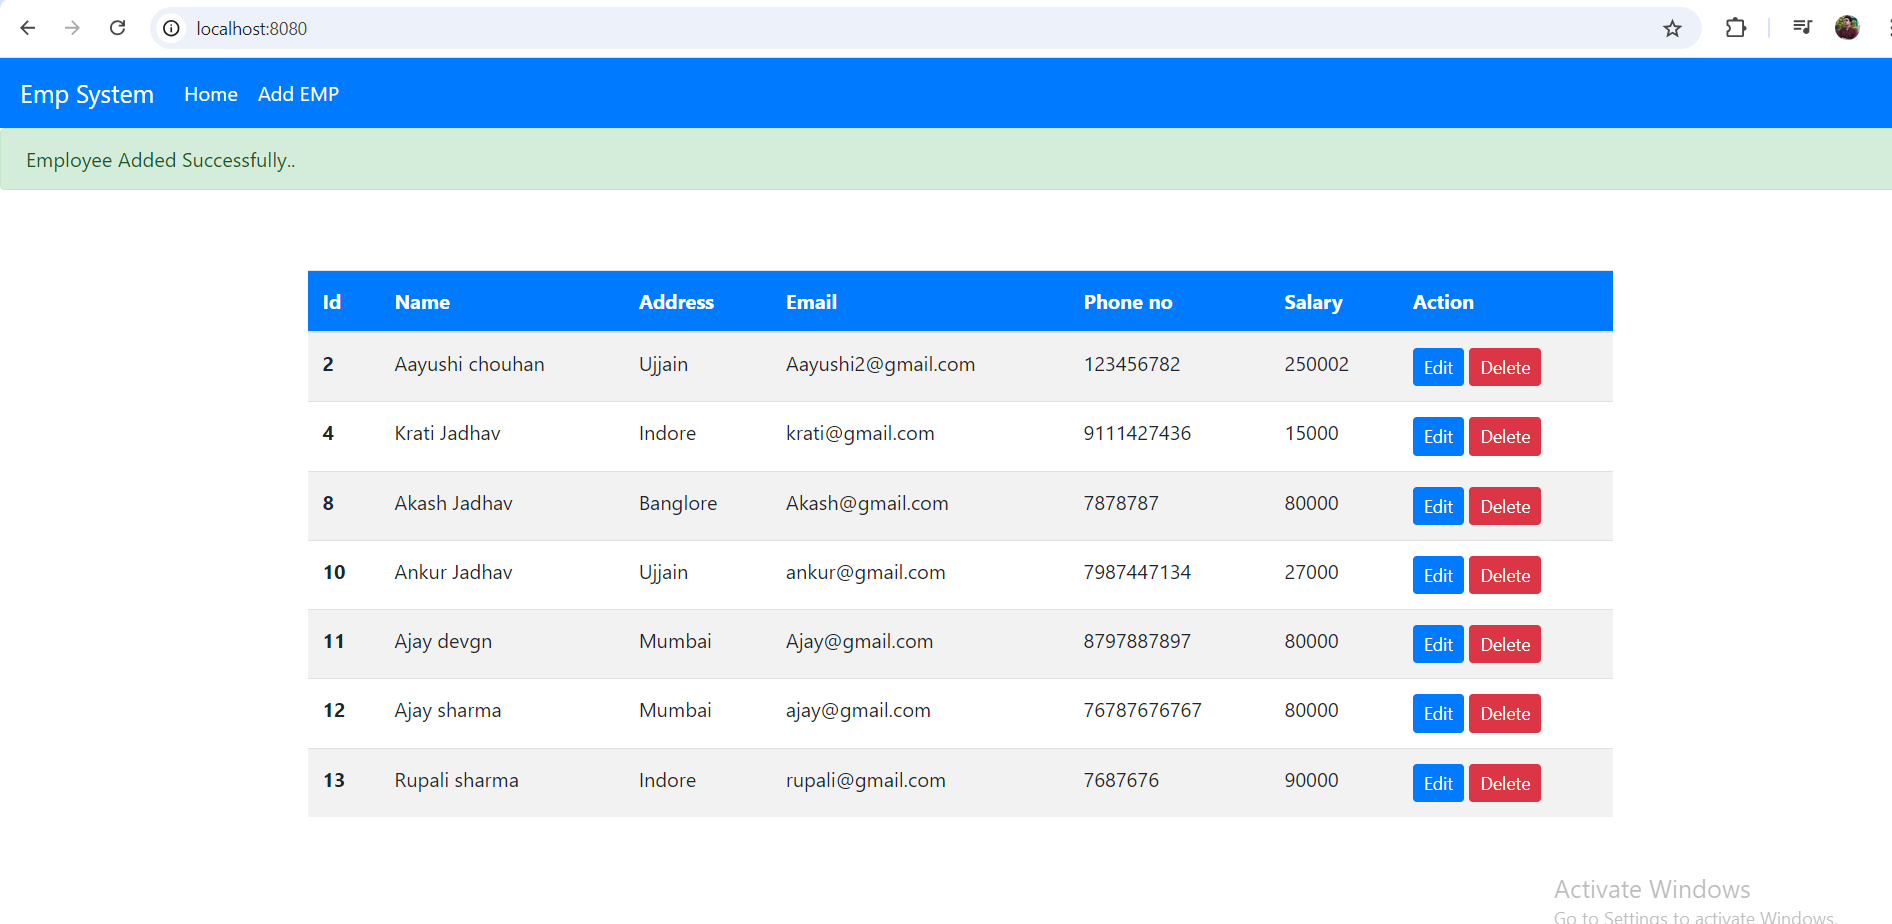 localhost:8080
Emp System Home Add EMP
Employee Added Successfully..
Id Name Address Email Phone no Salary Action
2 Aayushi chouhan Ujjain Aayushi2@gmail.com 123456782 250002 Edit Delete
4 Krati Jadhav Indore krati@gmail.com 9111427436 15000 Edit Delete
8 Akash Jadhav Banglore Akash@gmail.com 7878787 80000 Edit Delete
10 Ankur Jadhav Ujjain ankur@gmail.com 7987447134 27000 Edit Delete
11 Ajay devgn Mumbai Ajay@gmail.com 8797887897 80000 Edit Delete
12 Ajay sharma Mumbai ajay@gmail.com 76787676767 80000 Edit Delete
13 Rupali sharma Indore rupali@gmail.com 7687676 90000 Edit Delete
Activate Windows
Go to Settings to activate Windows.